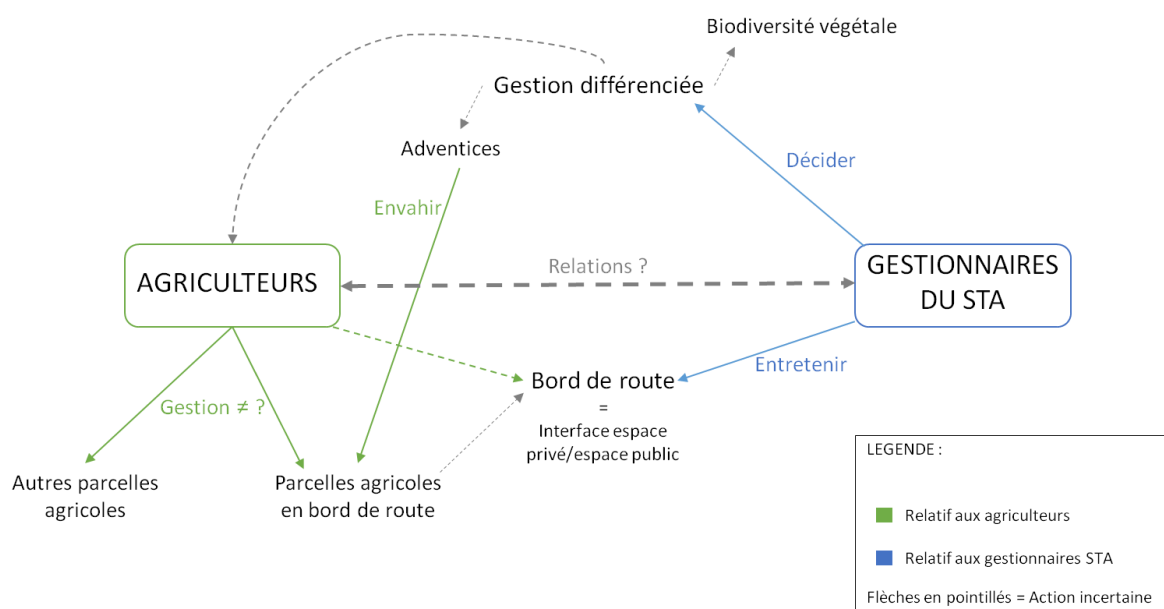 Biodiversité végétale
Gestion différenciée
Adventices
Décider
Envahir
AGRICULTEURS
Relations ?
GESTIONNAIRES
DU STA
Entretenir
Bord de route
=
Interface espace
privé/espace public
Gestion ≠ ?
Autres parcelles
agricoles
Parcelles agricoles
en bord de route
LEGENDE :
Relatif aux agriculteurs
Relatif aux gestionnaires STA
Flèches en pointillés = Action incertaine